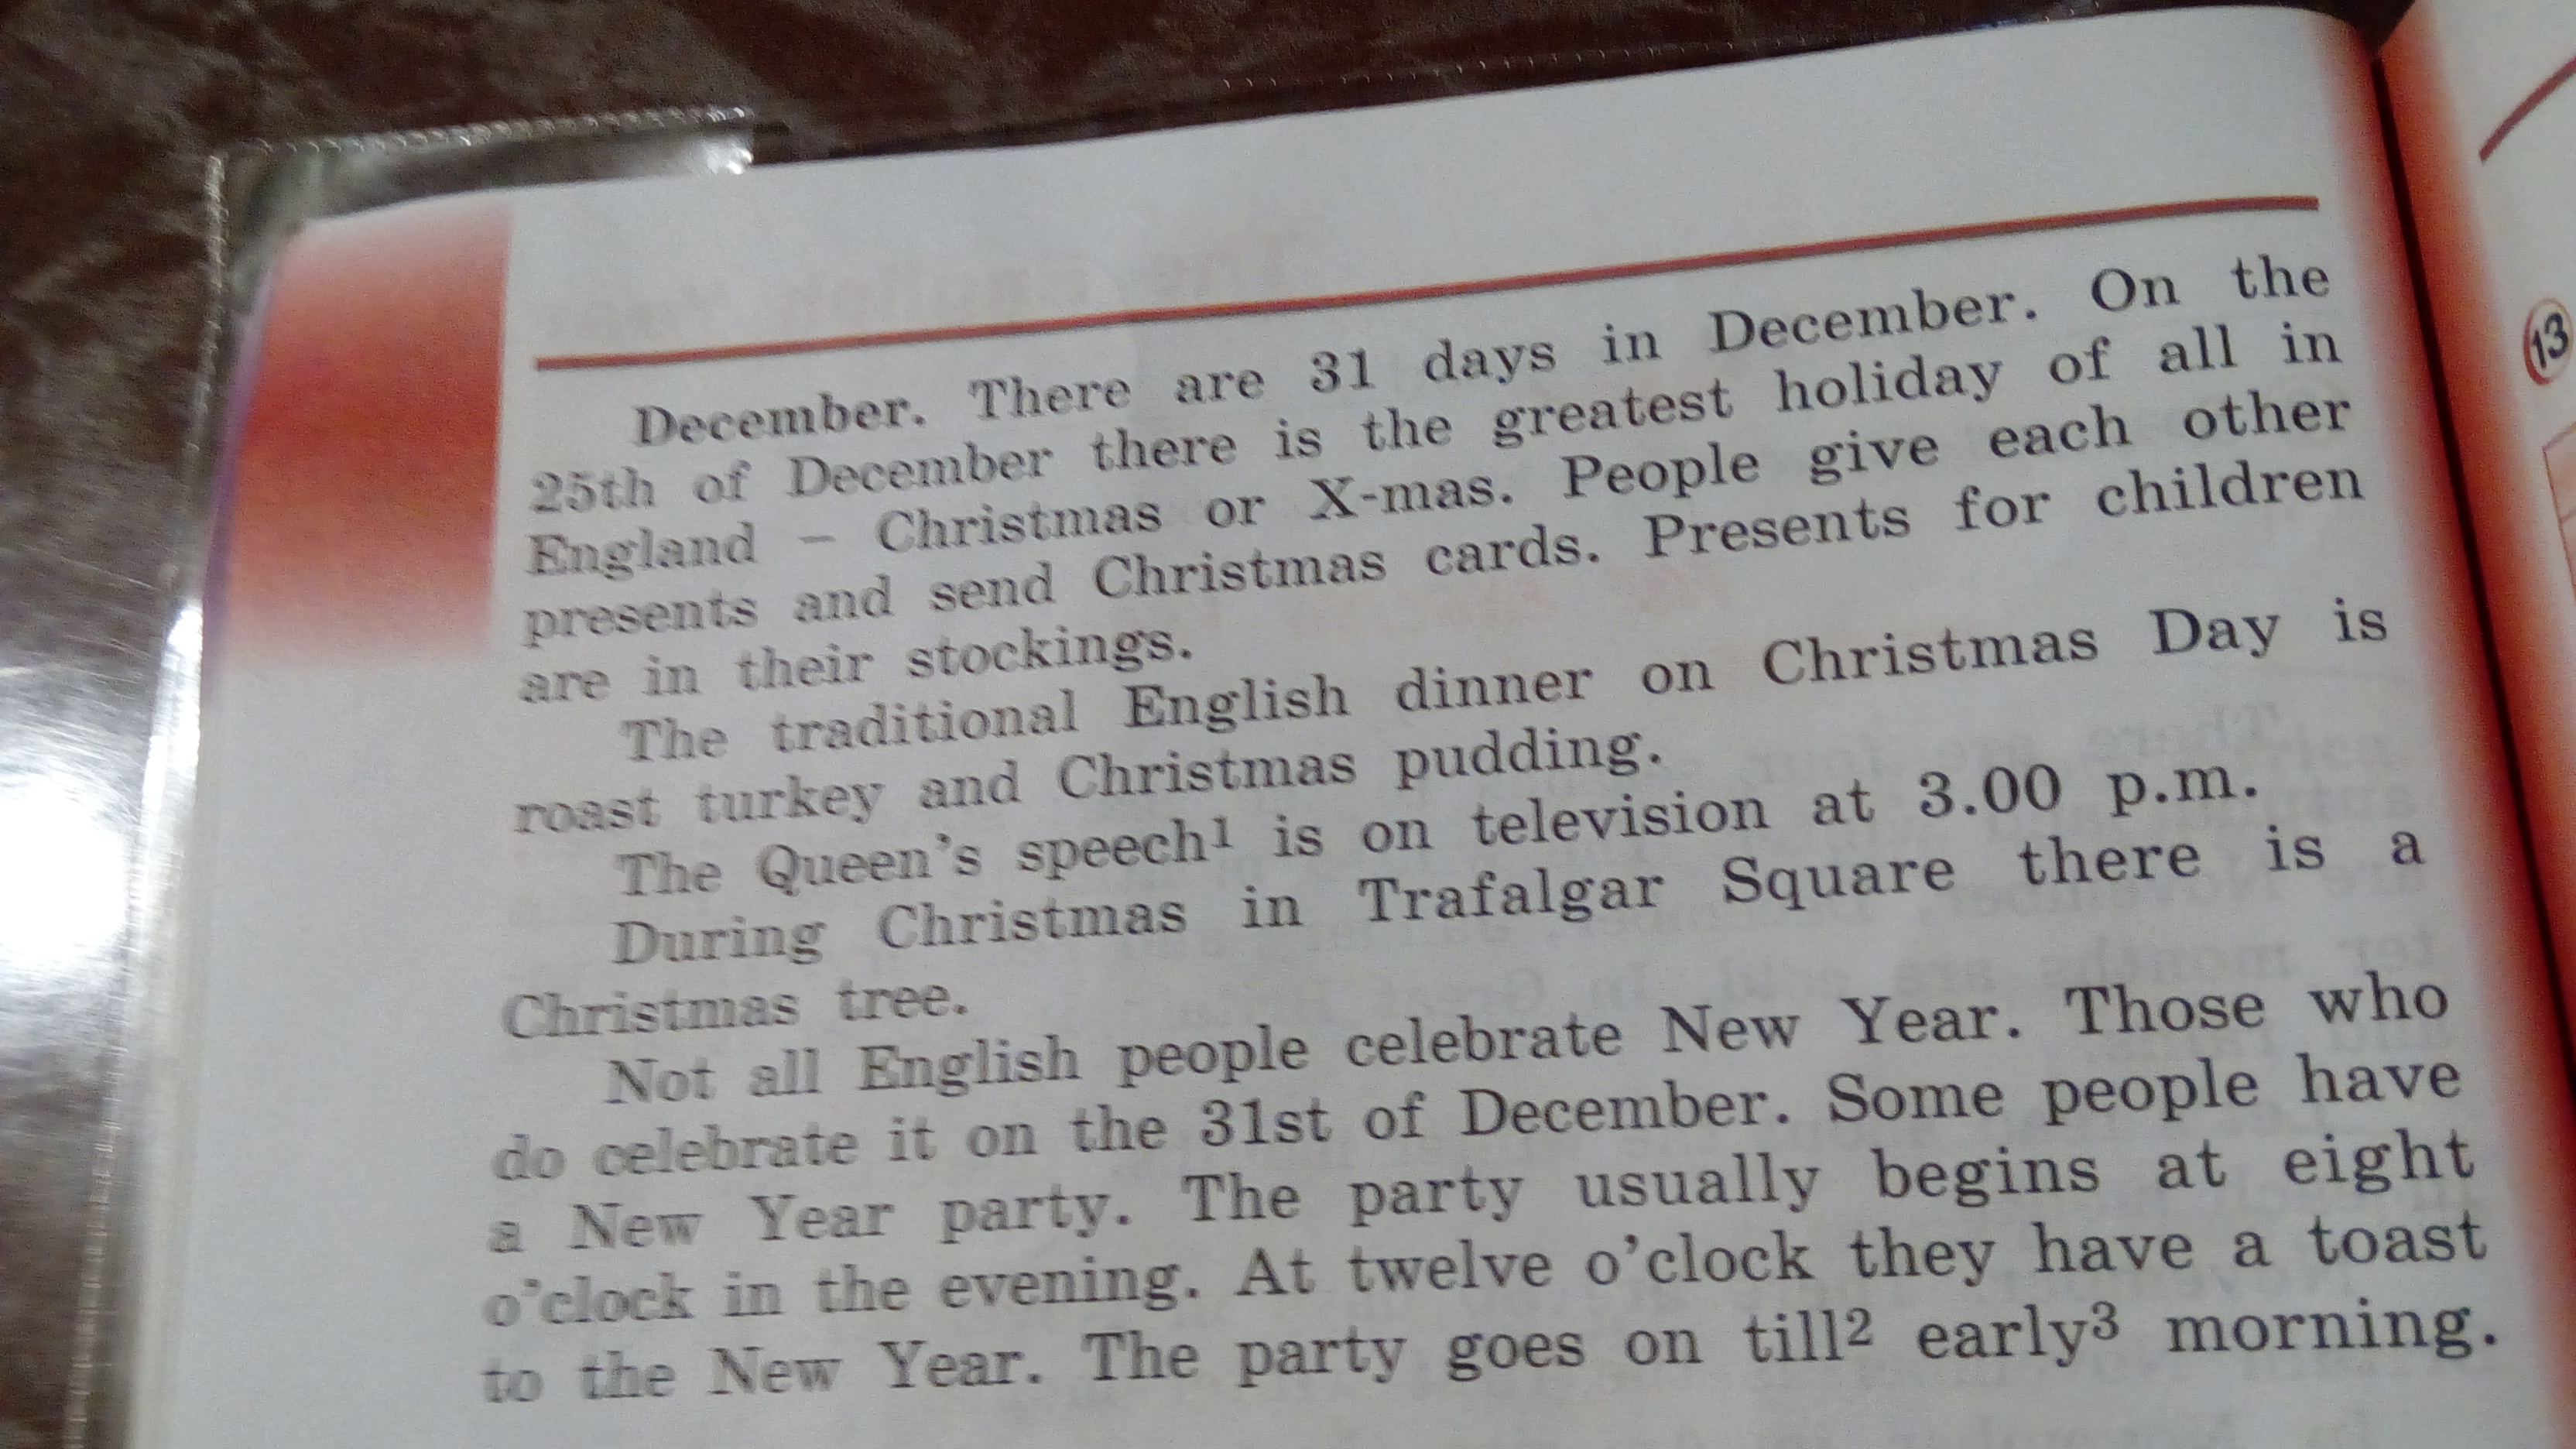 December. There are 31 days in December. On the
25th of December there is the greatest holiday of all in
England – Christmas or X-mas. People give each other
presents and send Christmas cards. Presents for children
are in their stockings.
The traditional English dinner on Christmas Day is
roast turkey and Christmas pudding.
The Queen's speech¹ is on television at 3.00 p.m.
During Christmas in Trafalgar Square there is a
Christmas tree.
Not all English people celebrate New Year. Those who
do celebrate it on the 31st of December. Some people have
a New Year party. The party usually begins at eight
o'clock in the evening. At twelve o'clock they have a toast
to the New Year. The party goes on till² early³ morning.
13